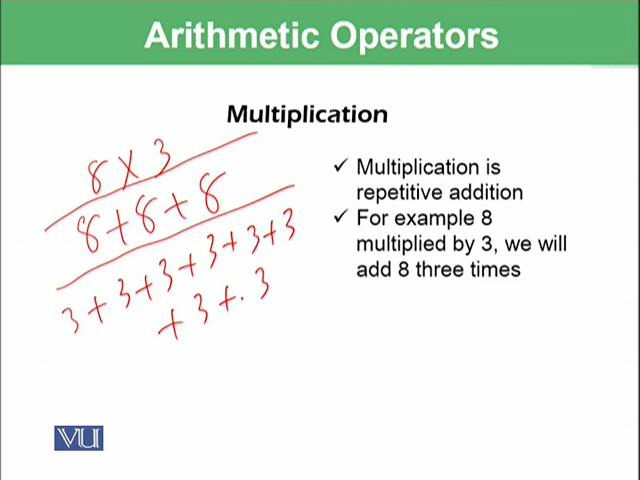 Arithmetic Operators
Multiplication
8 × 3
8 + 8 + 8
3 + 3 + 3 + 3 + 3 + 3
+ 3 + 3
✓ Multiplication is
repetitive addition
✓ For example 8
multiplied by 3, we will
add 8 three times
VU